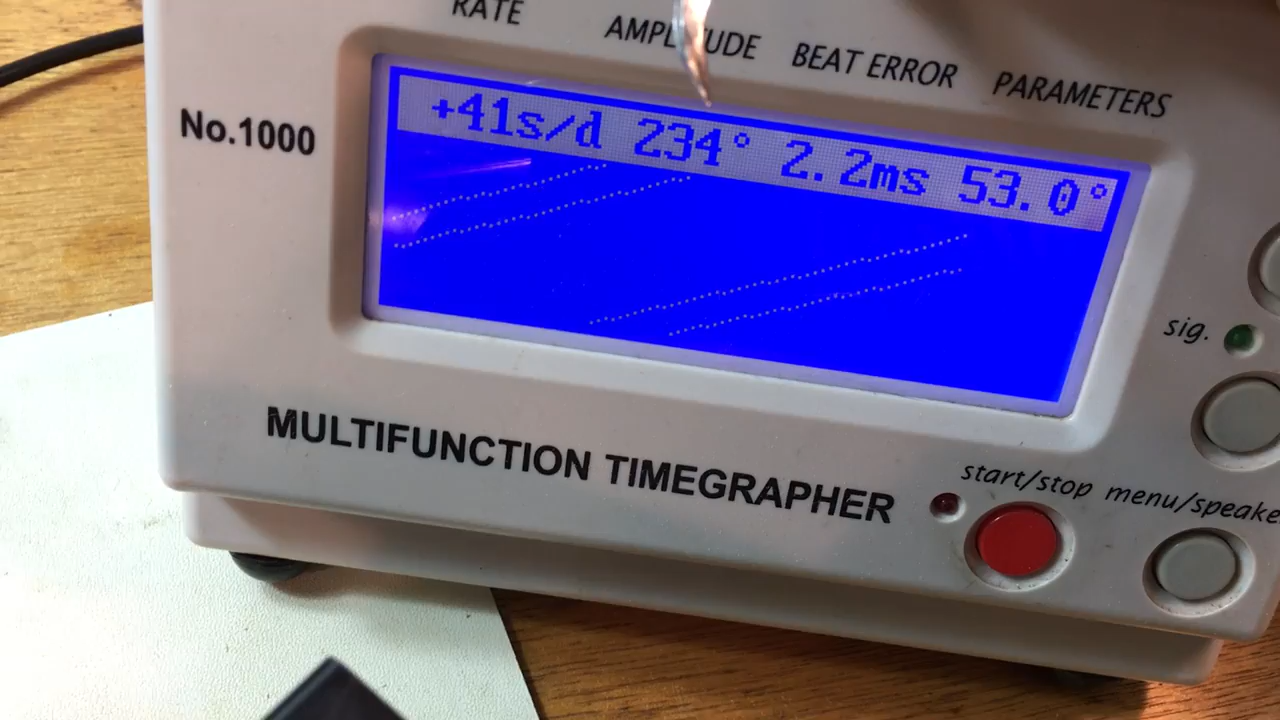 RATE AMPLITUDE BEAT ERROR PARAMETERS
No.1000
+41s/d 234° 2.2ms 53.0°
sig.
MULTIFUNCTION TIMEGRAPHER
start/stop menu/speake